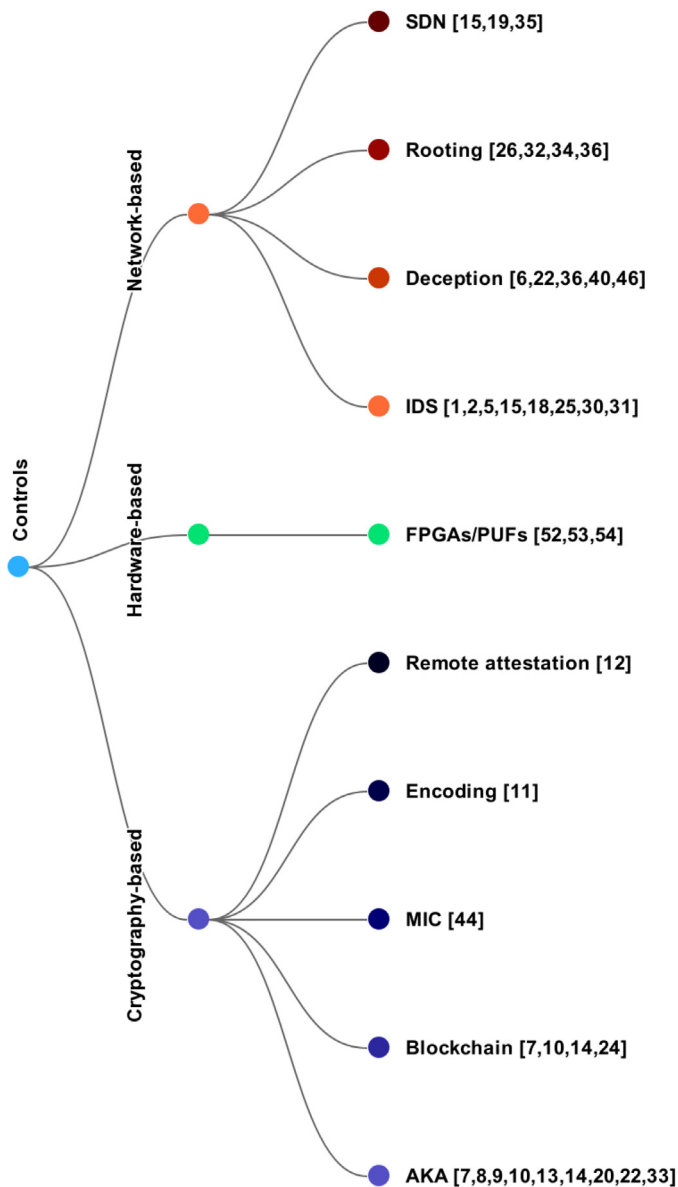 Controls
Network-based
SDN [15,19,35]
Rooting [26,32,34,36]
Deception [6,22,36,40,46]
IDS [1,2,5,15,18,25,30,31]
Hardware-based
FPGAs/PUFs [52,53,54]
Cryptography-based
Remote attestation [12]
Encoding [11]
MIC [44]
Blockchain [7,10,14,24]
AKA [7,8,9,10,13,14,20,22,33]